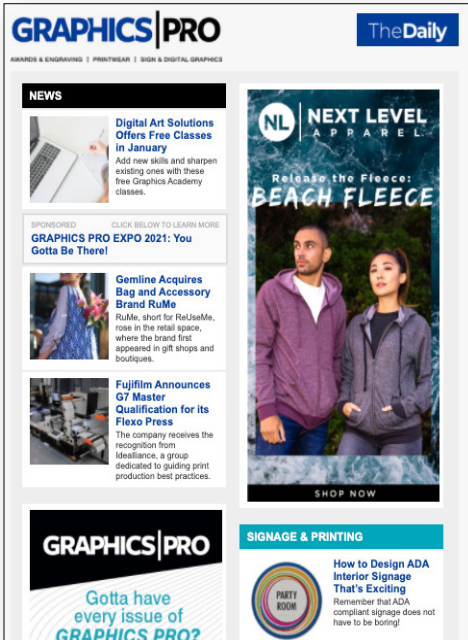 GRAPHICS|PRO
TheDaily
AWARDS & ENGRAVING | PRINTWEAR | SIGN & DIGITAL GRAPHICS
NEWS
Digital Art Solutions
Offers Free Classes
in January
Add new skills and sharpen
existing ones with these
free Graphics Academy
classes.
SPONSORED CLICK BELOW TO LEARN MORE
GRAPHICS PRO EXPO 2021: You
Gotta Be There!
Gemline Acquires
Bag and Accessory
Brand RuMe
RuMe, short for ReUseMe,
rose in the retail space,
where the brand first
appeared in gift shops and
boutiques.
Fujifilm Announces
G7 Master
Qualification for its
Flexo Press
The company receives the
recognition from
Idealliance, a group
dedicated to guiding print
production best practices.
GRAPHICS|PRO
Gotta have
every issue of
GRAPHICS PRO?
NL NEXT LEVEL
APPAREL
Release the Fleece:
BEACH FLEECE
SHOP NOW
SIGNAGE & PRINTING
PARTY
ROOM
How to Design ADA
Interior Signage
That's Exciting
Remember that ADA
compliant signage does not
have to be boring!